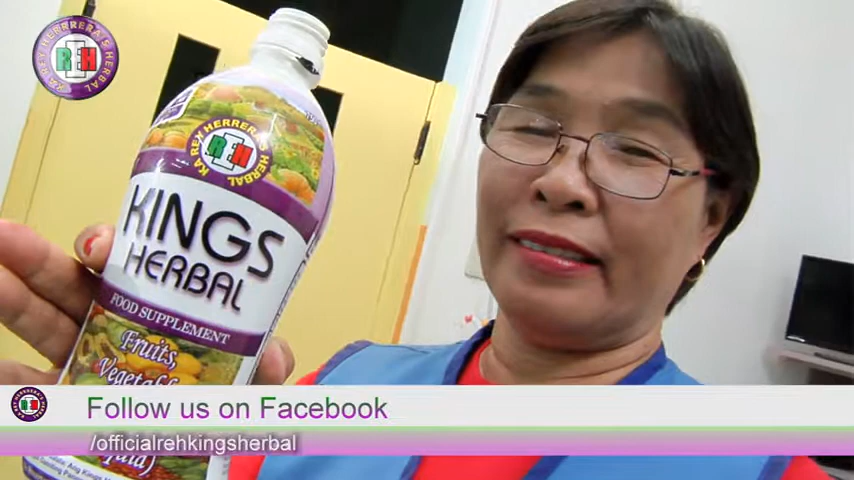 KA REY HERRERA'S HERBAL
REH
KA REY HERRERA'S HERBAL
REH
KINGS
HERBAL
FOOD SUPPLEMENT
Fruits,
Follow us on Facebook
/officialrehkingsherbal